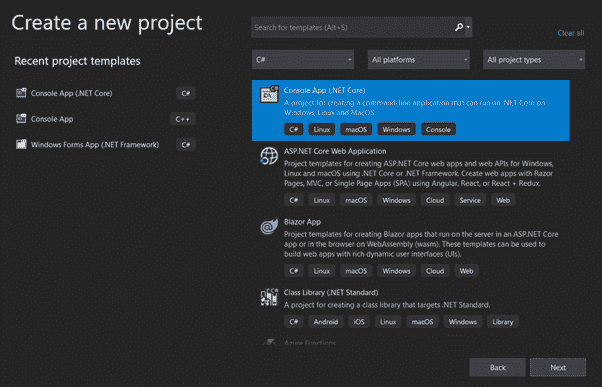 Create a new project
Search for templates (Alt+S)
Clear all
Recent project templates
C#
All platforms
All project types
Console App (.NET Core)
C#
Console App
C++
Windows Forms App (.NET Framework)
C#
Console App (.NET Core)
A project for creating a command-line application that can run on .NET Core on
Windows, Linux and MacOS.
C# Linux macOS Windows Console
ASP.NET Core Web Application
Project templates for creating ASP.NET Core web apps and web APIs for Windows,
Linux and macOS using .NET Core or .NET Framework. Create web apps with Razor
Pages, MVC, or Single Page Apps (SPA) using Angular, React, or React + Redux.
C# Linux macOS Windows Cloud Service Web
Blazor App
Project templates for creating Blazor apps that run on the server in an ASP.NET Core
app or in the browser on WebAssembly (wasm). These templates can be used to
build web apps with rich dynamic user interfaces (UIs).
C# Linux macOS Windows Cloud Web
Class Library (.NET Standard)
A project for creating a class library that targets .NET Standard.
C# Android iOS Linux macOS Windows Library
Azure Functions
Back
Next